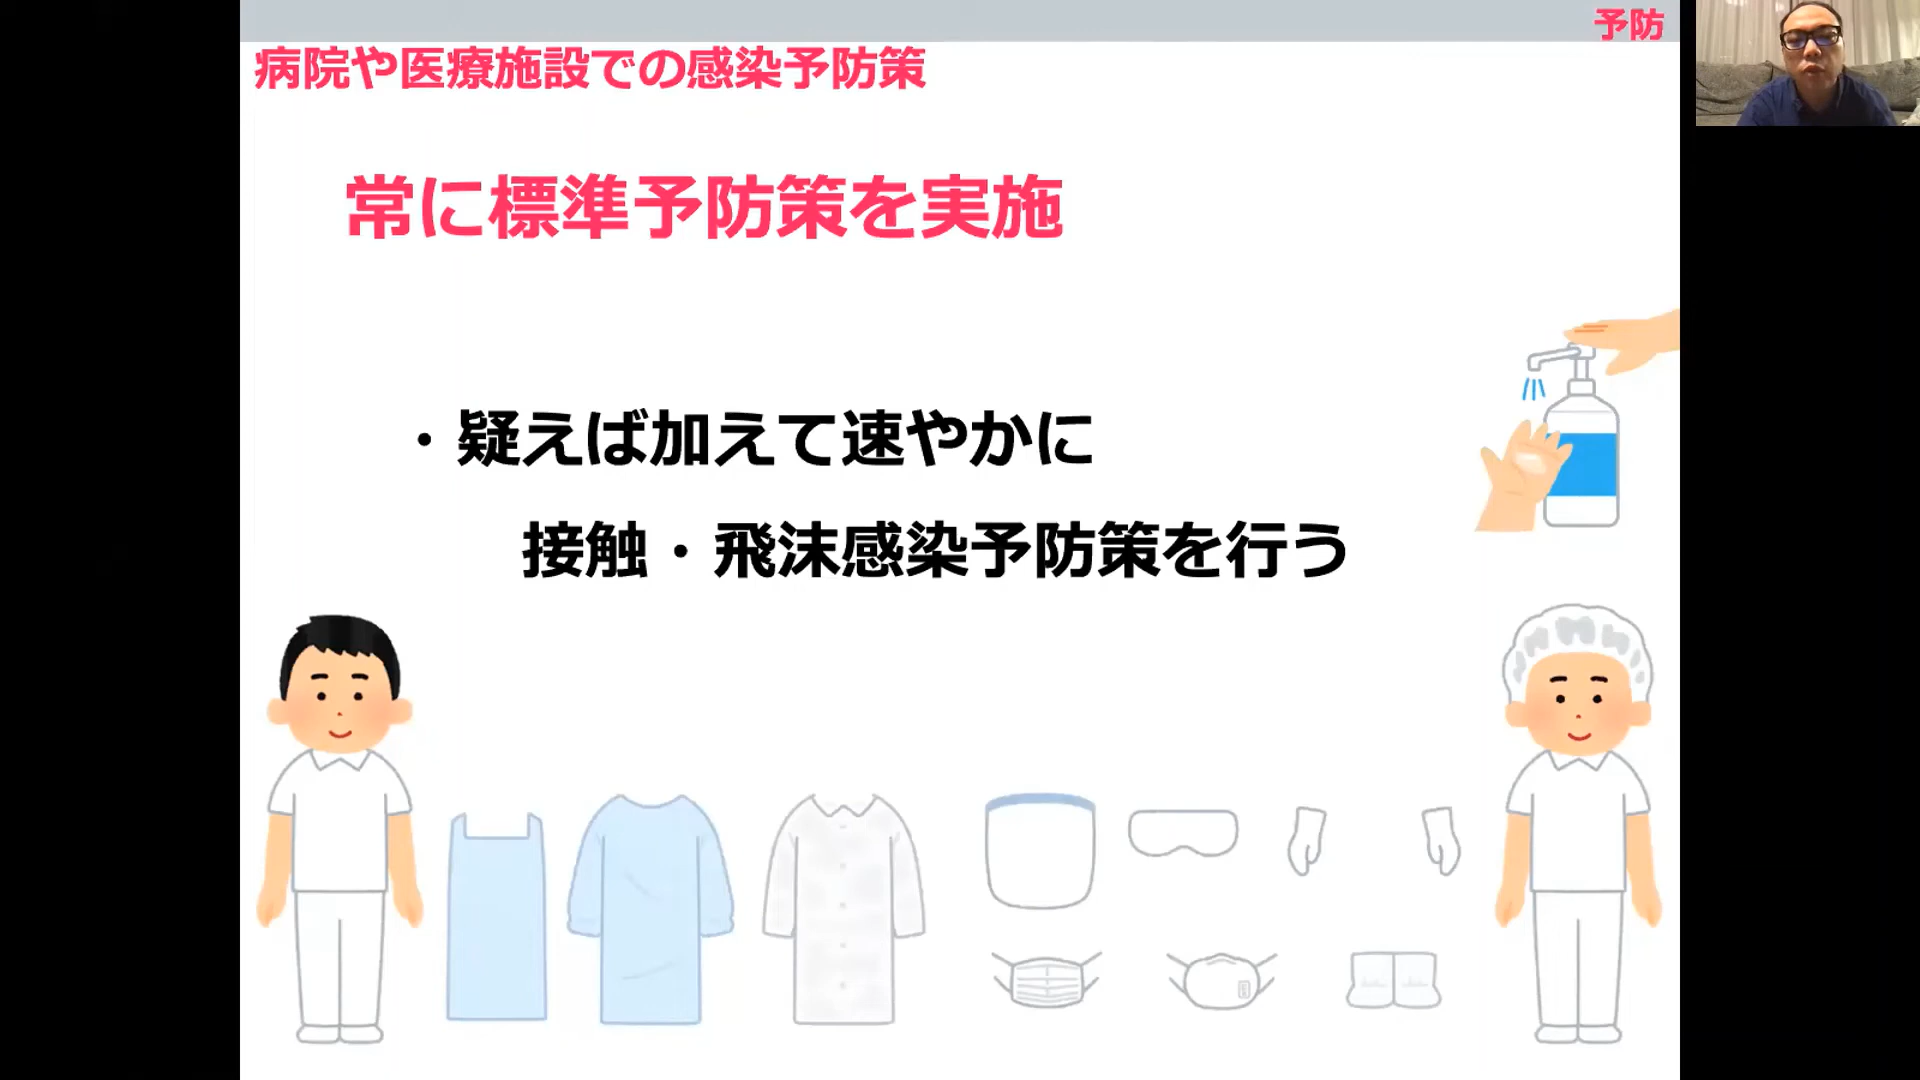 予防
病院や医療施設での感染予防策
常に標準予防策を実施
・疑えば加えて速やかに
接触・飛沫感染予防策を行う